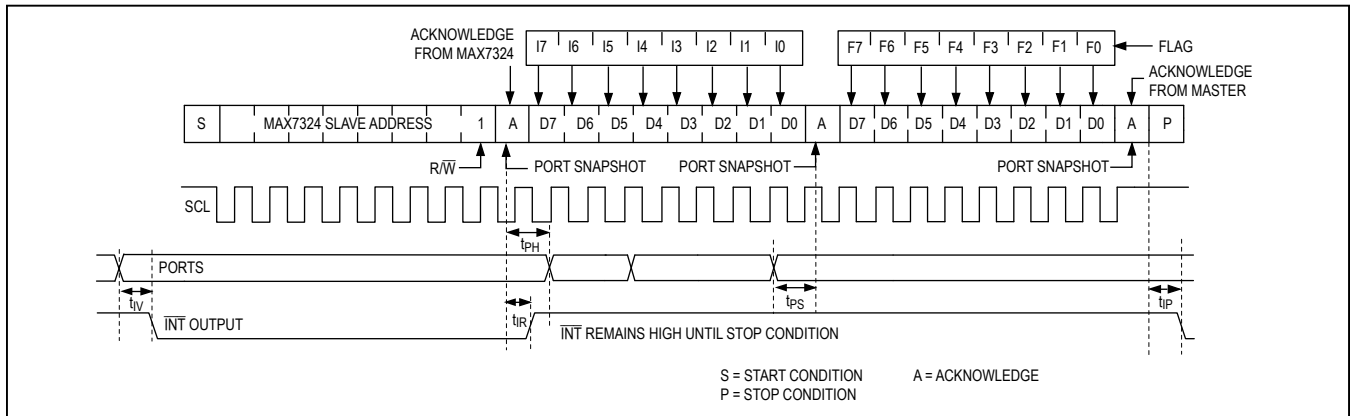 ACKNOWLEDGE
FROM MAX7324
I7 I6 I5 I4 I3 I2 I1 I0
F7 F6 F5 F4 F3 F2 F1 F0
FLAG
ACKNOWLEDGE
FROM MASTER
S MAX7324 SLAVE ADDRESS 1 A D7 D6 D5 D4 D3 D2 D1 D0 A D7 D6 D5 D4 D3 D2 D1 D0 A P
R/W̅ PORT SNAPSHOT PORT SNAPSHOT PORT SNAPSHOT
SCL
tPH
PORTS
tIV tIR tPS tIP
I̅N̅T̅ OUTPUT
I̅N̅T̅ REMAINS HIGH UNTIL STOP CONDITION
S = START CONDITION A = ACKNOWLEDGE
P = STOP CONDITION